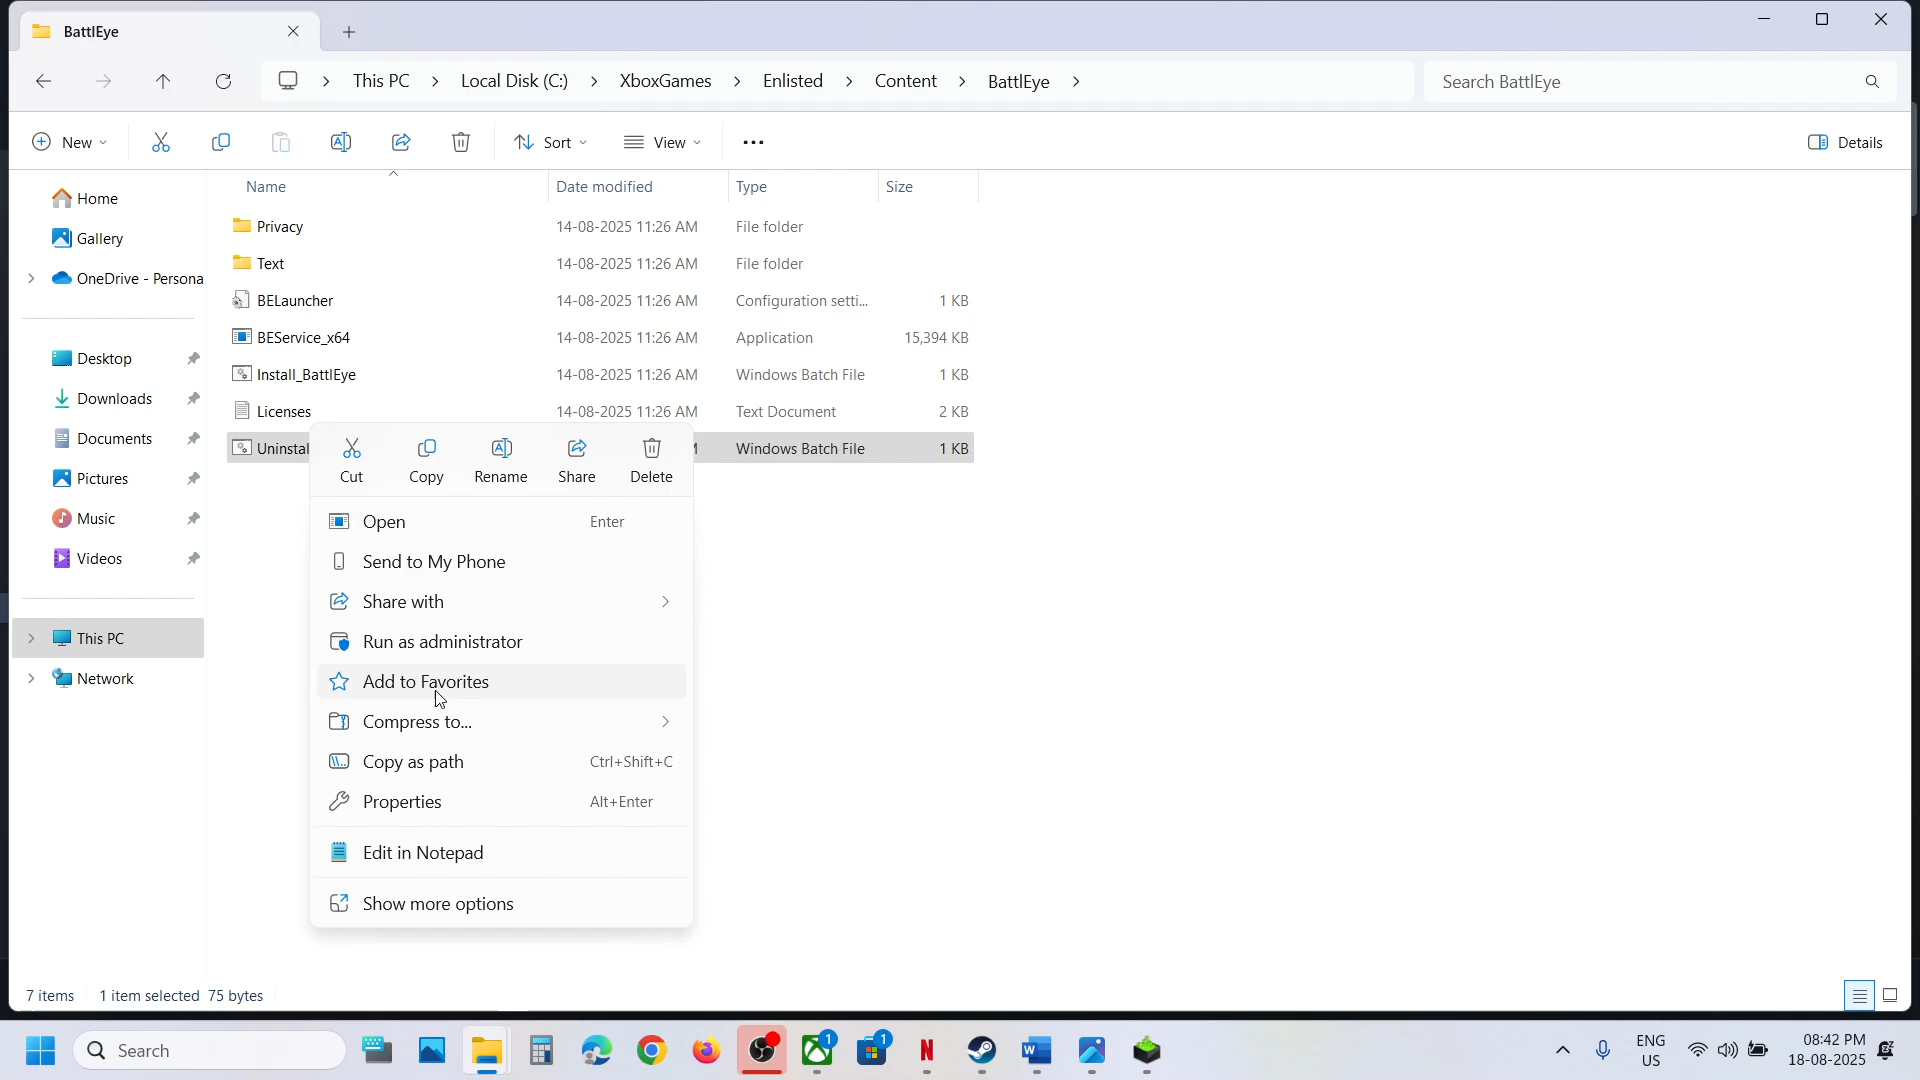 BattlEye
This PC
Local Disk (C:)
XboxGames
Enlisted
Content
BattlEye
Search BattlEye
New
Sort
View
Details
Name
Date modified
Type
Size
Home
Gallery
OneDrive - Persona
Desktop
Downloads
Documents
Pictures
Music
Videos
This PC
Network
Privacy 14-08-2025 11:26 AM File folder
Text 14-08-2025 11:26 AM File folder
BELauncher 14-08-2025 11:26 AM Configuration setti... 1 KB
BEService_x64 14-08-2025 11:26 AM Application 15,394 KB
Install_BattlEye 14-08-2025 11:26 AM Windows Batch File 1 KB
Licenses 14-08-2025 11:26 AM Text Document 2 KB
Uninstal Windows Batch File 1 KB
Cut
Copy
Rename
Share
Delete
Open Enter
Send to My Phone
Share with
Run as administrator
Add to Favorites
Compress to...
Copy as path Ctrl+Shift+C
Properties Alt+Enter
Edit in Notepad
Show more options
7 items 1 item selected 75 bytes
Search
1
1
ENG
US
08:42 PM
18-08-2025